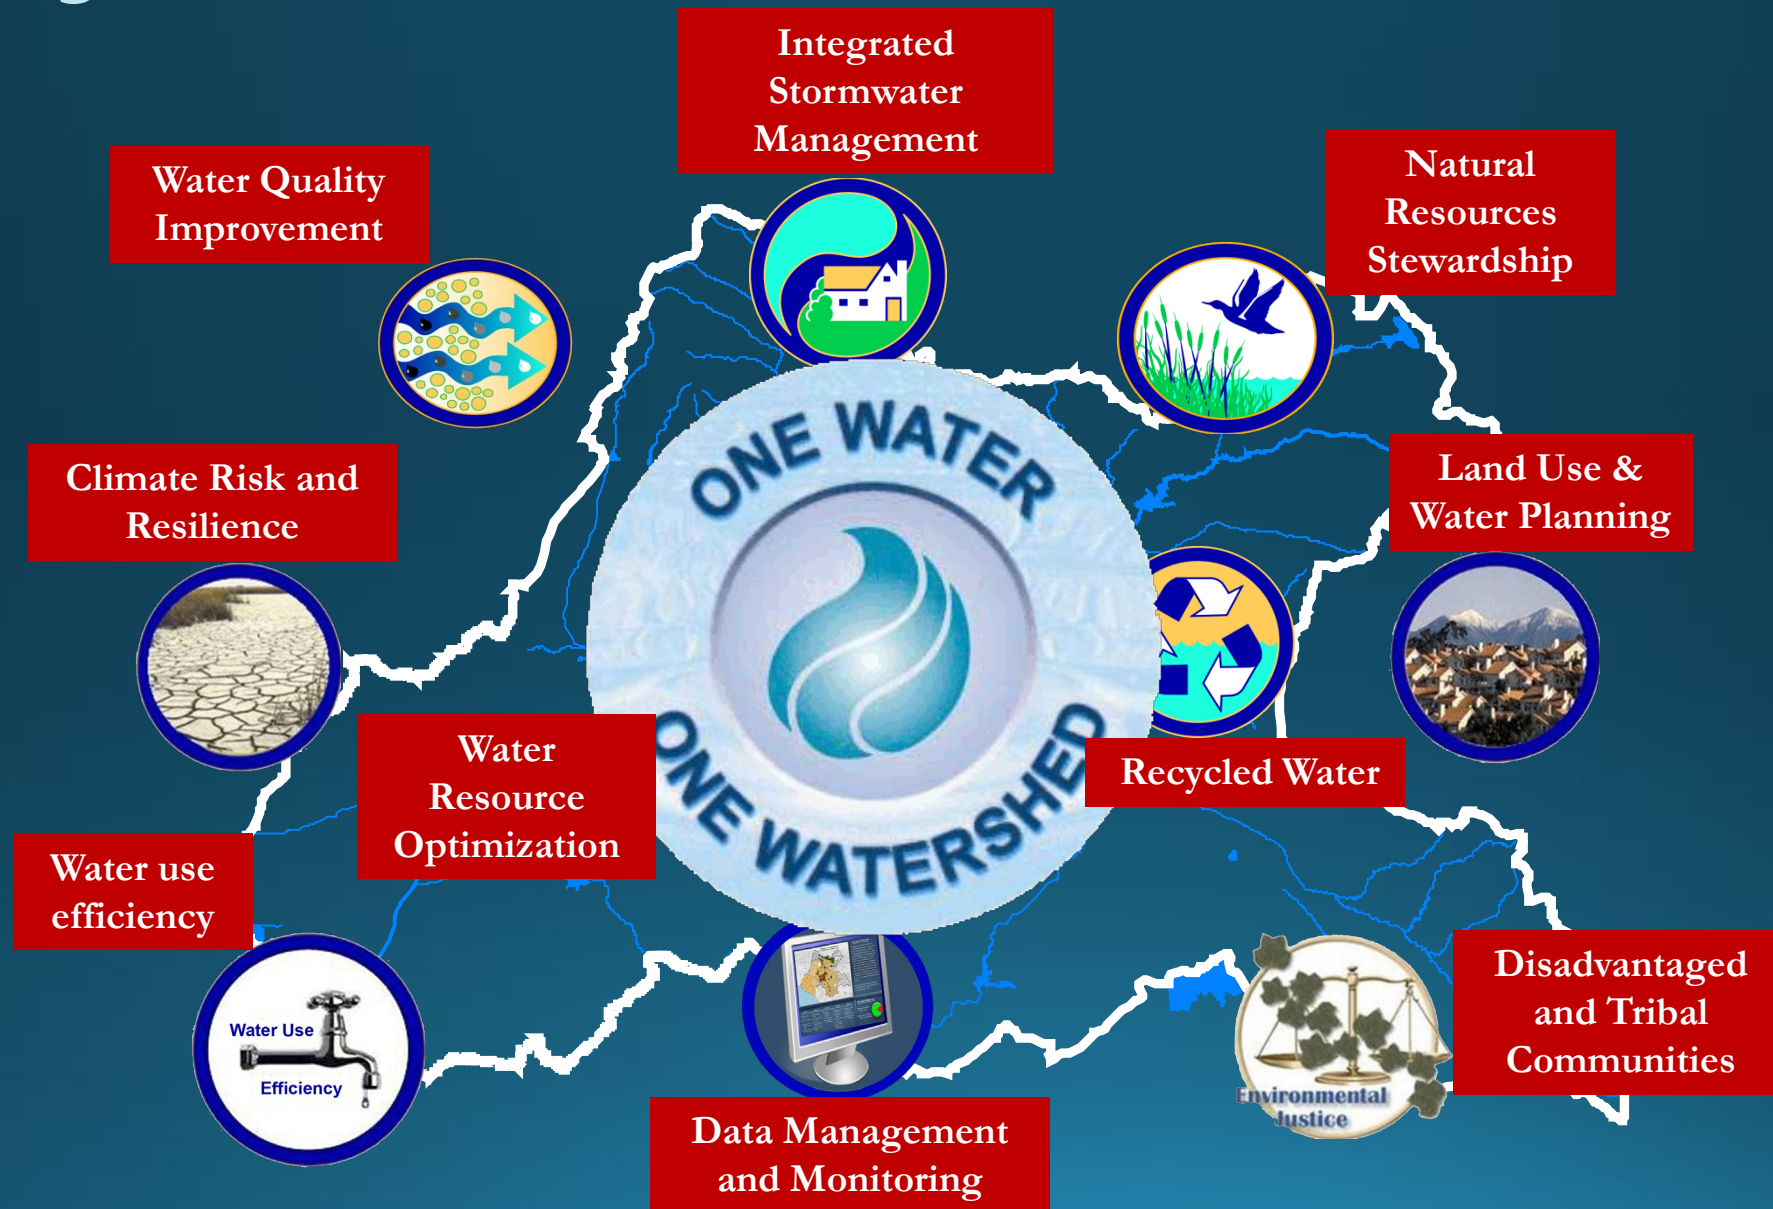 Integrated
Stormwater
Management
Water Quality
Improvement
Natural
Resources
Stewardship
ONE WATER
Climate Risk and
Resilience
Land Use &
Water Planning
Water
Resource
Optimization
Recycled Water
ONE WATERSHED
Water use
efficiency
Water Use
Efficiency
Disadvantaged
and Tribal
Communities
Environmental
Justice
Data Management
and Monitoring